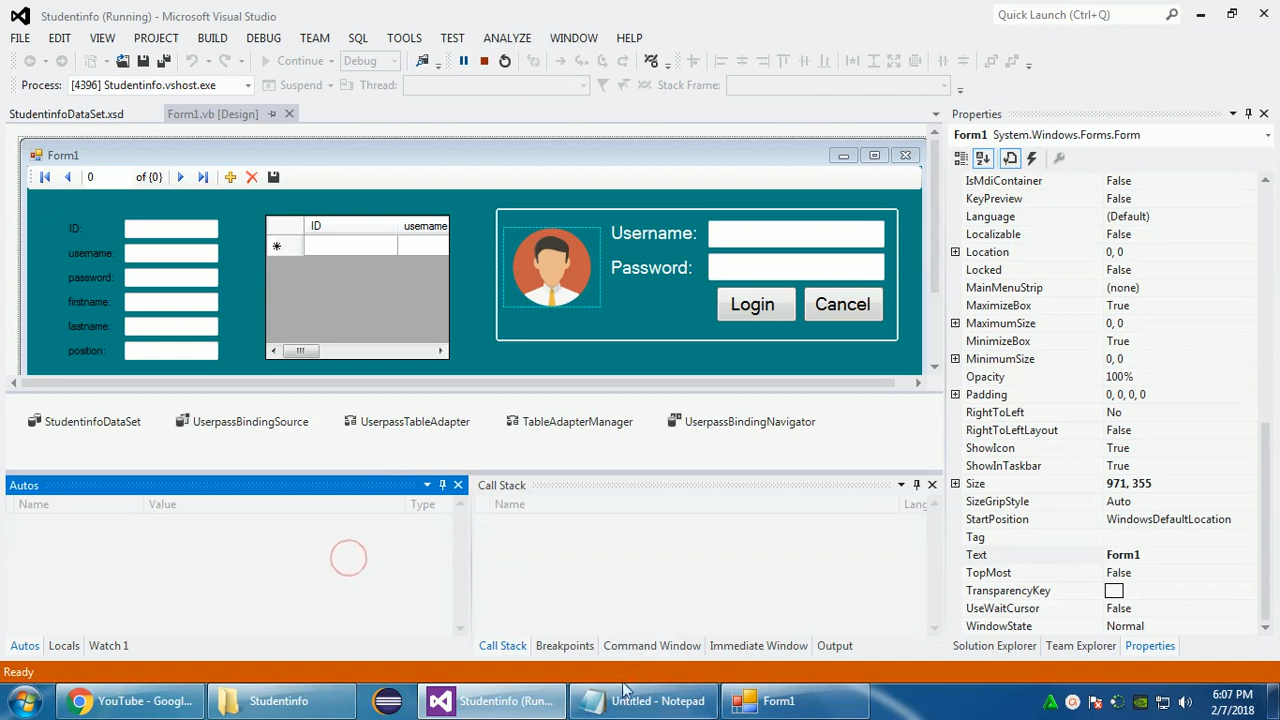 Studentinfo (Running) - Microsoft Visual Studio
Quick Launch (Ctrl+Q)
FILE EDIT VIEW PROJECT BUILD DEBUG TEAM SQL TOOLS TEST ANALYZE WINDOW HELP
Continue Debug
Process: [4396] Studentinfo.vshost.exe Suspend Thread: Stack Frame:
StudentinfoDataSet.xsd Form1.vb [Design]
Form1
0 of {0}
ID:
username:
password:
firstname:
lastname:
position:
ID username
Username:
Password:
Login Cancel
StudentinfoDataSet UserpassBindingSource UserpassTableAdapter TableAdapterManager UserpassBindingNavigator
Autos
Name Value Type
Call Stack
Name Lang
Autos Locals Watch 1
Call Stack Breakpoints Command Window Immediate Window Output
Properties
Form1 System.Windows.Forms.Form
IsMdiContainer False
KeyPreview False
Language (Default)
Localizable False
Location 0, 0
Locked False
MainMenuStrip (none)
MaximizeBox True
MaximumSize 0, 0
MinimizeBox True
MinimumSize 0, 0
Opacity 100%
Padding 0, 0, 0, 0
RightToLeft No
RightToLeftLayout False
ShowIcon True
ShowInTaskbar True
Size 971, 355
SizeGripStyle Auto
StartPosition WindowsDefaultLocation
Tag
Text Form1
TopMost False
TransparencyKey
UseWaitCursor False
WindowState Normal
Solution Explorer Team Explorer Properties
Ready
YouTube - Googl... Studentinfo Studentinfo (Run... Untitled - Notepad Form1
6:07 PM
2/7/2018